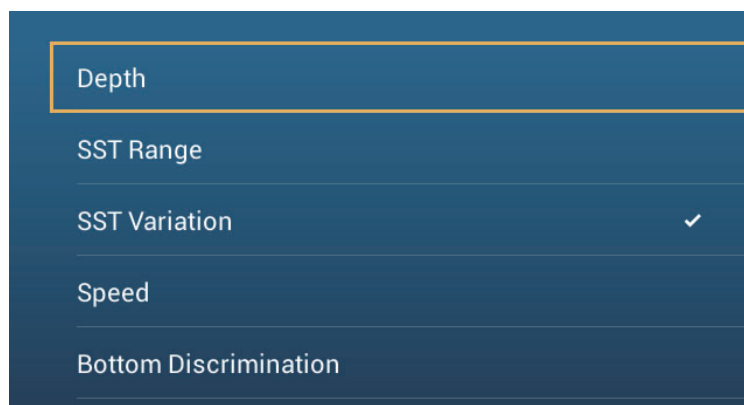 Depth
SST Range
SST Variation
Speed
Bottom Discrimination